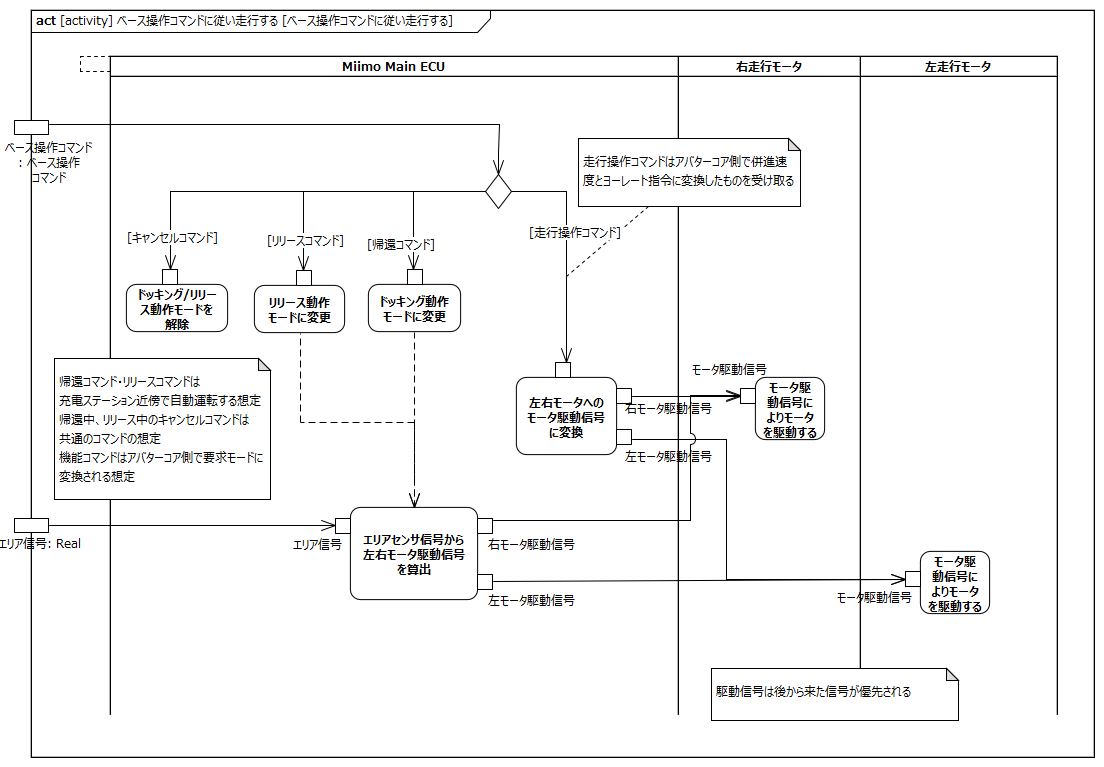 act [activity] ベース操作コマンドに従い走行する [ベース操作コマンドに従い走行する]
Miimo Main ECU
右走行モータ
左走行モータ
ベース操作コマンド
: ベース操作
コマンド
走行操作コマンドはアバターコア側で併進速
度とヨーレート指令に変換したものを受け取る
[キャンセルコマンド]
[リリースコマンド]
[帰還コマンド]
[走行操作コマンド]
ドッキング/リリー
ス動作モードを
解除
リリース動作
モードに変更
ドッキング動作
モードに変更
帰還コマンド・リリースコマンドは
充電ステーション近傍で自動運転する想定
帰還中、リリース中のキャンセルコマンドは
共通のコマンドの想定
機能コマンドはアバターコア側で要求モードに
変換される想定
左右モータへの
モータ駆動信号
に変換
右モータ駆動信号
左モータ駆動信号
モータ駆動信号
モータ駆
動信号に
よりモータ
を駆動する
エリア信号: Real
エリア信号
エリアセンサ信号から
左右モータ駆動信号
を算出
右モータ駆動信号
左モータ駆動信号
モータ駆動信号
モータ駆
動信号に
よりモータ
を駆動する
駆動信号は後から来た信号が優先される